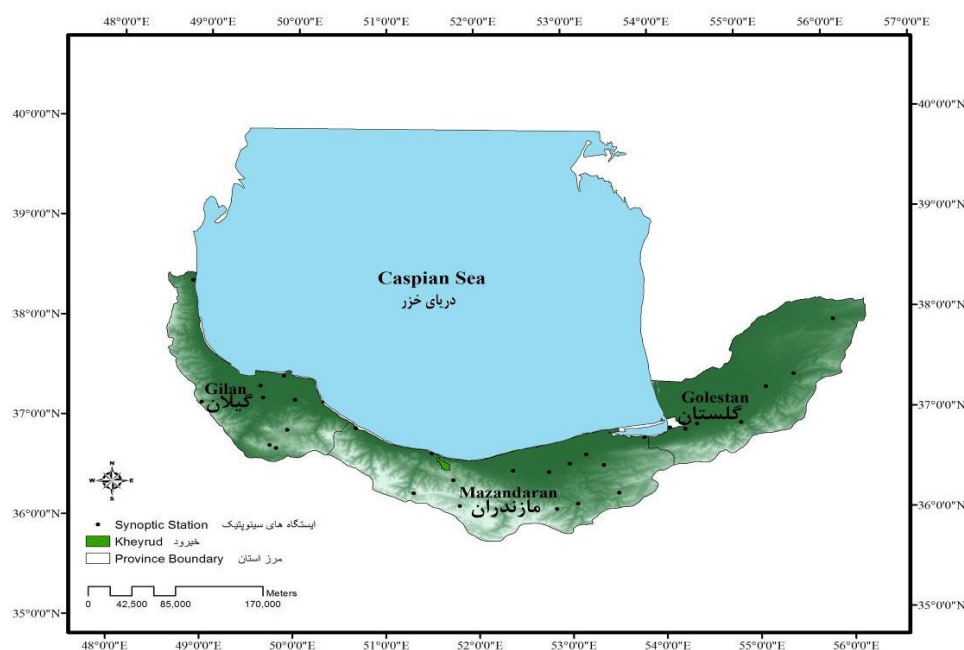 48°0'0"E 49°0'0"E 50°0'0"E 51°0'0"E 52°0'0"E 53°0'0"E 54°0'0"E 55°0'0"E 56°0'0"E 57°0'0"E
40°0'0"N 40°0'0"N
39°0'0"N 39°0'0"N
Caspian Sea
دریای خزر
38°0'0"N 38°0'0"N
Gilan
گیلان
Golestan
گلستان
37°0'0"N 37°0'0"N
Mazandaran
مازندران
36°0'0"N 36°0'0"N
N
W E
S
Synoptic Station ایستگاه های سینوپتیک
Kheyrud خیرود
Province Boundary مرز استان
Meters
0 42,500 85,000 170,000
35°0'0"N 35°0'0"N
48°0'0"E 49°0'0"E 50°0'0"E 51°0'0"E 52°0'0"E 53°0'0"E 54°0'0"E 55°0'0"E 56°0'0"E